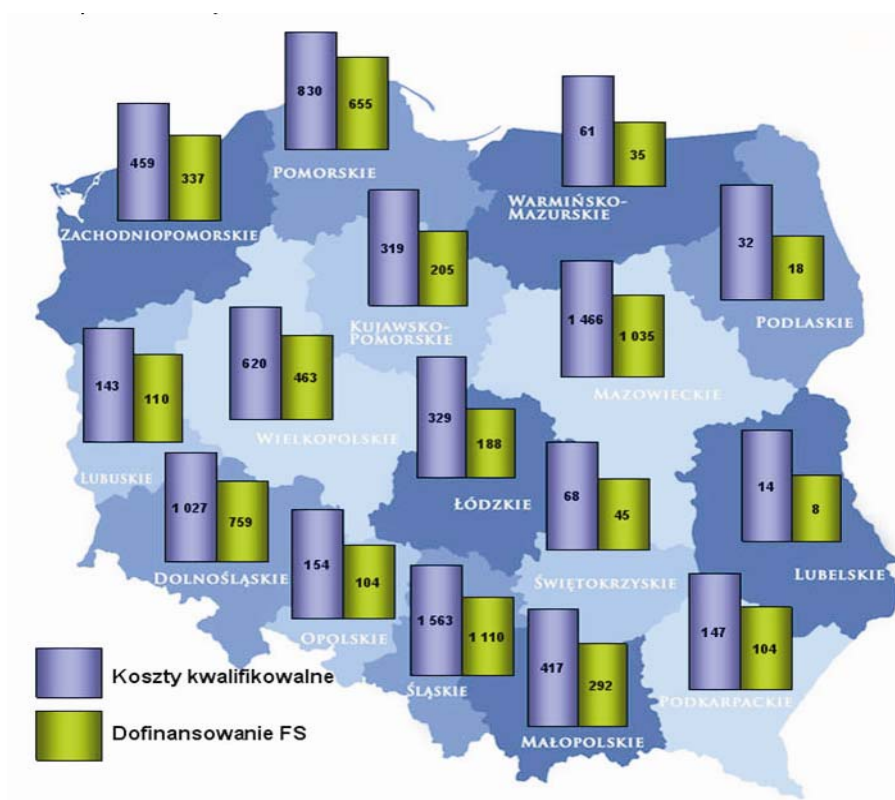 830
655
POMORSKIE
61
35
WARMIŃSKO-
MAZURSKIE
459
337
ZACHODNIOPOMORSKIE
319
205
KUJAWSKO-
POMORSKIE
32
18
PODLASKIE
1 466
1 035
MAZOWIECKIE
143
110
LUBUSKIE
620
463
WIELKOPOLSKIE
329
188
ŁÓDZKIE
68
45
ŚWIĘTOKRZYSKIE
14
8
LUBELSKIE
1 027
759
DOLNOŚLĄSKIE
154
104
OPOLSKIE
1 563
1 110
ŚLĄSKIE
417
292
MAŁOPOLSKIE
147
104
PODKARPACKIE
Koszty kwalifikowalne
Dofinansowanie FS